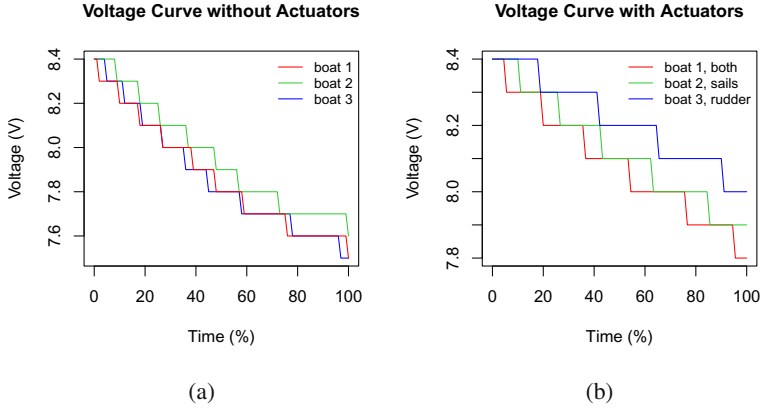 Voltage Curve without Actuators
8.4
8.2
8.0
7.8
7.6
Voltage (V)
boat 1
boat 2
boat 3
0 20 40 60 80 100
Time (%)
(a)
Voltage Curve with Actuators
8.4
8.2
8.0
7.8
Voltage (V)
boat 1, both
boat 2, sails
boat 3, rudder
0 20 40 60 80 100
Time (%)
(b)